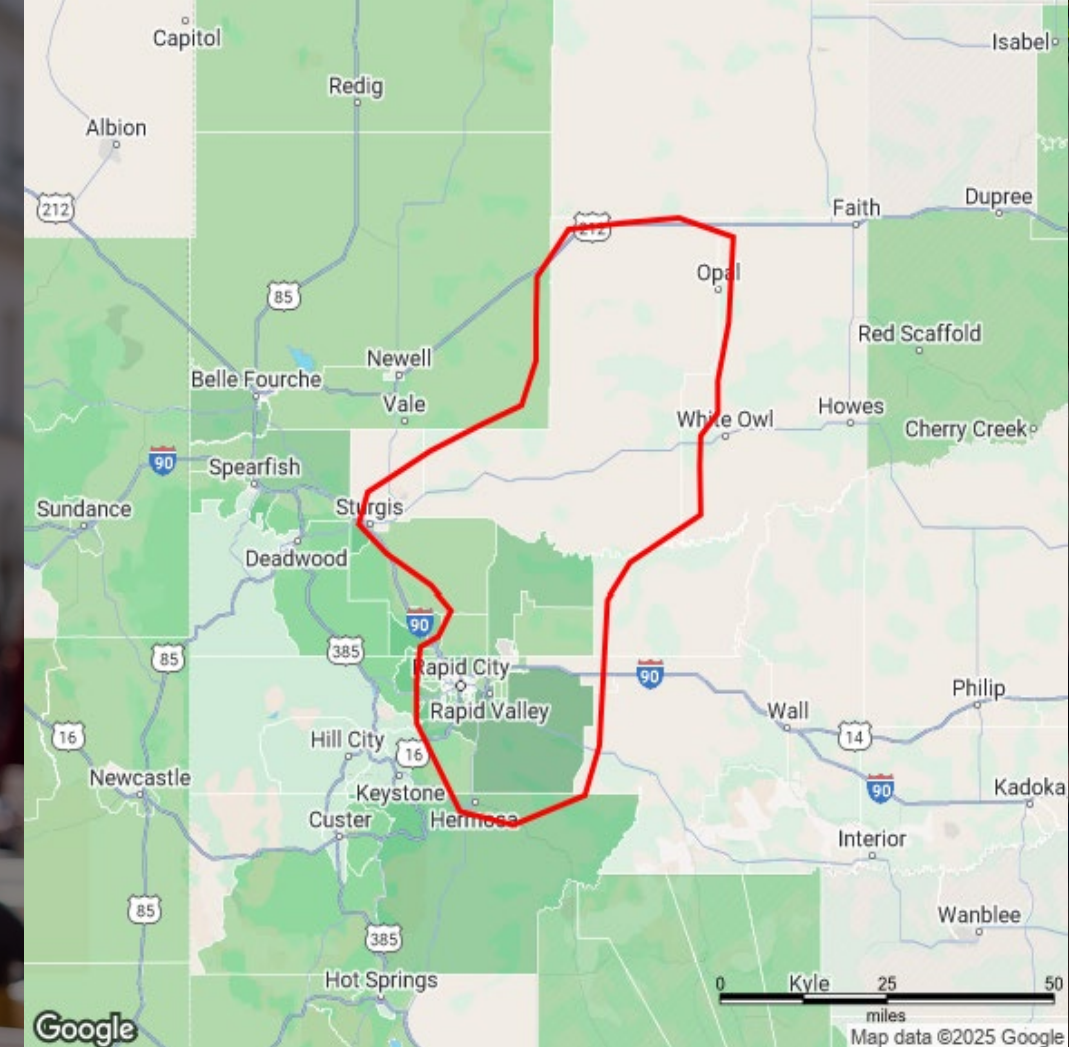 Capitol
Isabel
Redig
Albion
212
Faith
Dupree
212
Opal
85
Red Scaffold
Newell
Belle Fourche
Vale
Howes
White Owl
Cherry Creek
90
Spearfish
Sundance
Sturgis
Deadwood
90
385
85
Rapid City
90
Philip
Rapid Valley
Wall
16
14
Hill City
16
Newcastle
Keystone
90
Kadoka
Custer
Hermosa
Interior
85
Wanblee
385
Hot Springs
Kyle
0 25 50
miles
Google
Map data ©2025 Google